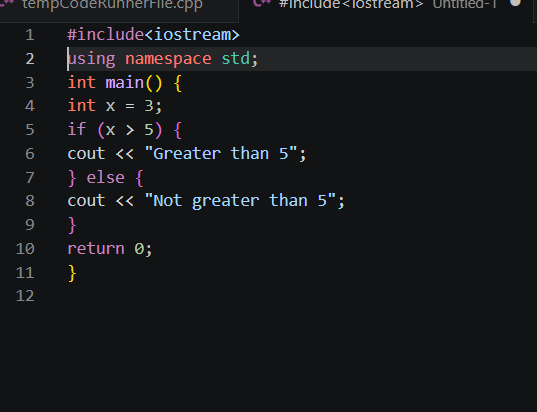 tempCodeRunnerFile.cpp
#include<iostream> Untitled-1
1 #include<iostream>
2 using namespace std;
3 int main() {
4 int x = 3;
5 if (x > 5) {
6 cout << "Greater than 5";
7 } else {
8 cout << "Not greater than 5";
9 }
10 return 0;
11 }
12